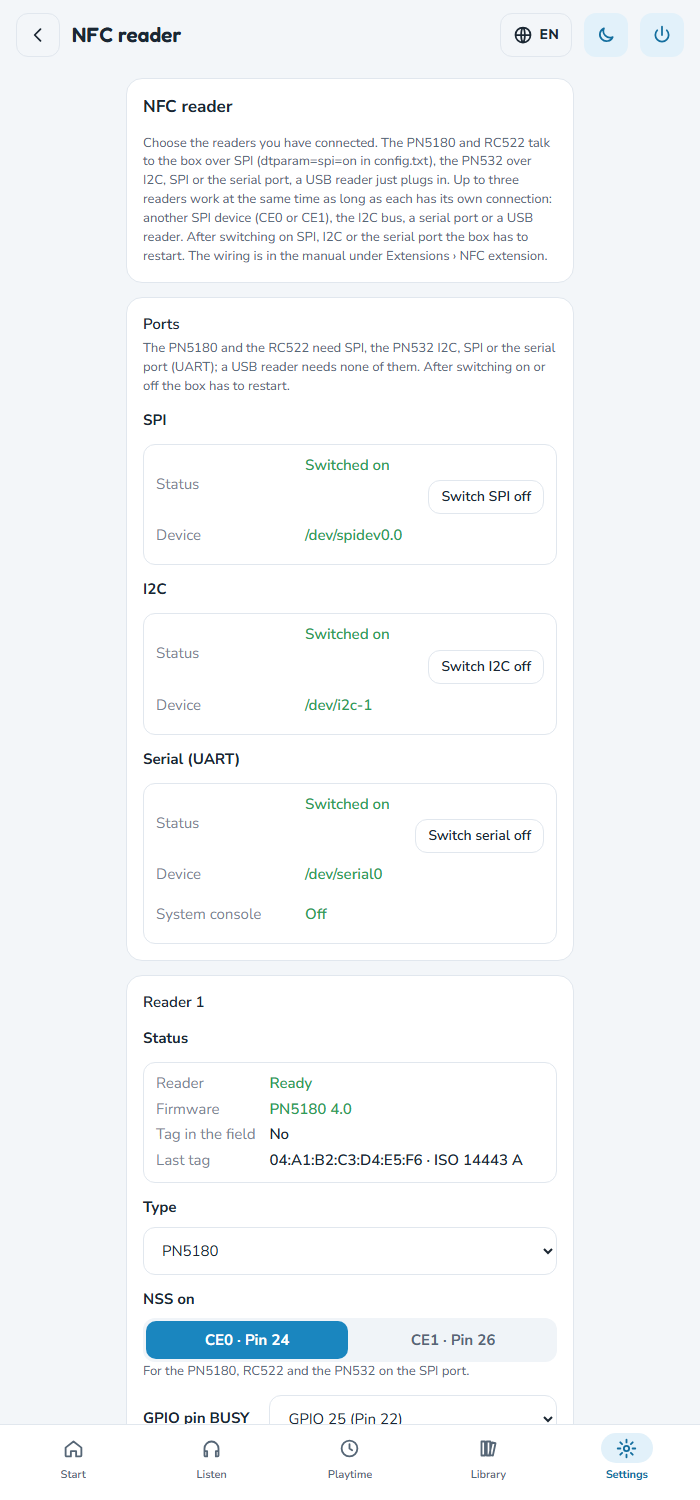 NFC reader
EN
NFC reader
Choose the readers you have connected. The PN5180 and RC522 talk
to the box over SPI (dtparam=spi=on in config.txt), the PN532 over
I2C, SPI or the serial port, a USB reader just plugs in. Up to three
readers work at the same time as long as each has its own connection:
another SPI device (CE0 or CE1), the I2C bus, a serial port or a USB
reader. After switching on SPI, I2C or the serial port the box has to
restart. The wiring is in the manual under Extensions › NFC extension.
Ports
The PN5180 and the RC522 need SPI, the PN532 I2C, SPI or the serial
port (UART); a USB reader needs none of them. After switching on or
off the box has to restart.
SPI
Status
Switched on
Switch SPI off
Device
/dev/spidev0.0
I2C
Status
Switched on
Switch I2C off
Device
/dev/i2c-1
Serial (UART)
Status
Switched on
Switch serial off
Device
/dev/serial0
System console
Off
Reader 1
Status
Reader Ready
Firmware PN5180 4.0
Tag in the field No
Last tag 04:A1:B2:C3:D4:E5:F6 · ISO 14443 A
Type
PN5180
NSS on
CE0 · Pin 24
CE1 · Pin 26
For the PN5180, RC522 and the PN532 on the SPI port.
GPIO pin BUSY GPIO 25 (Pin 22)
Start
Listen
Playtime
Library
Settings